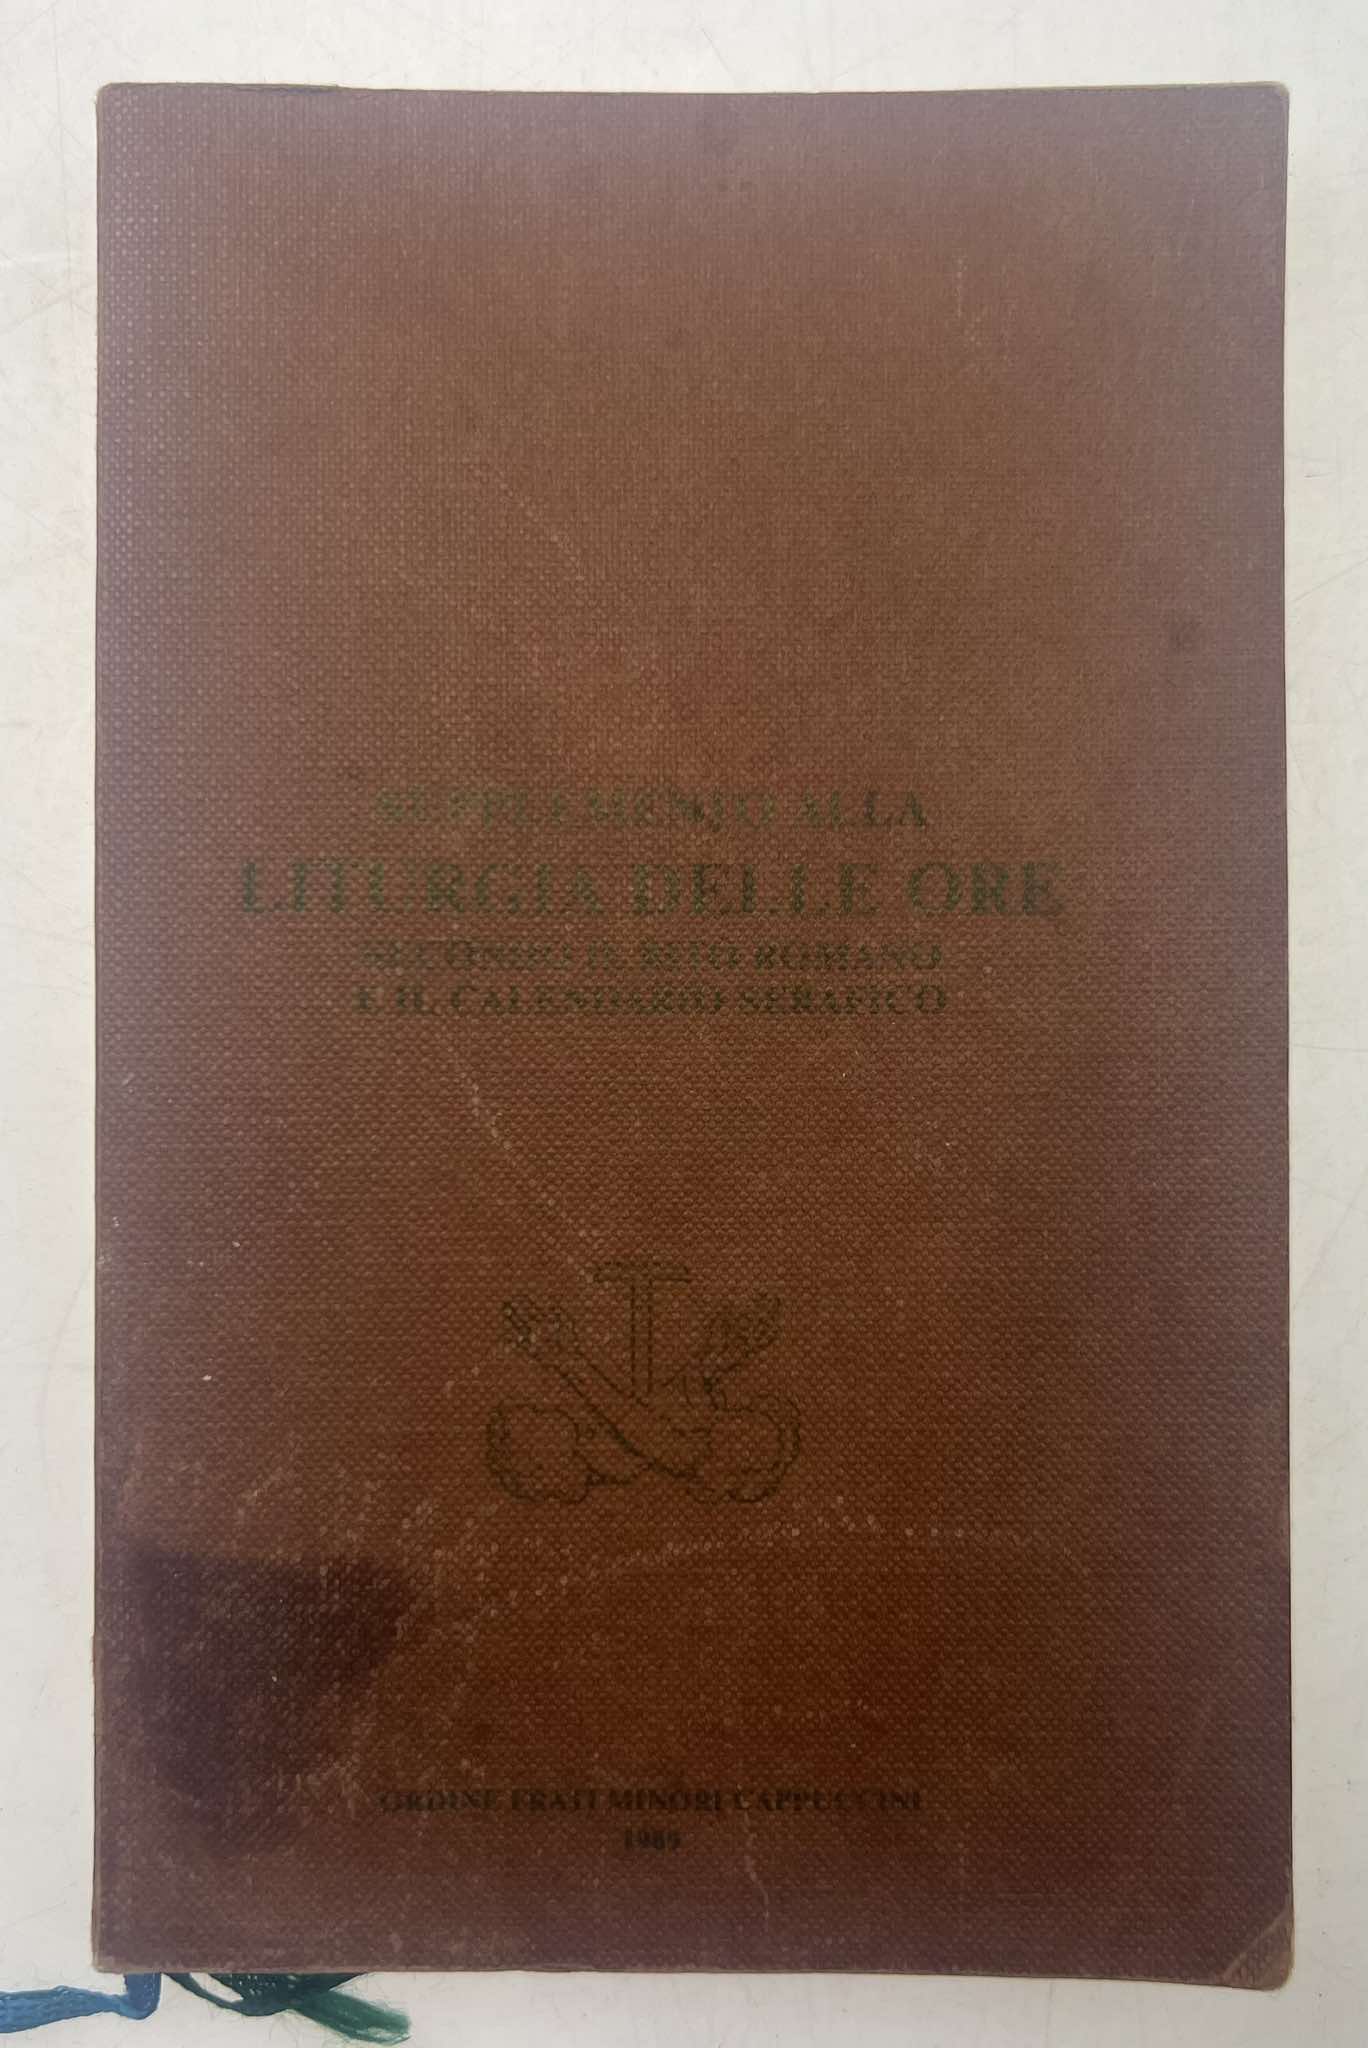 SUPPLEMENTO ALLA
LITURGIA DELLE ORE
SECONDO IL RITO ROMANO
E IL CALENDARIO SERAFICO
ORDINE FRATI MINORI CAPPUCCINI